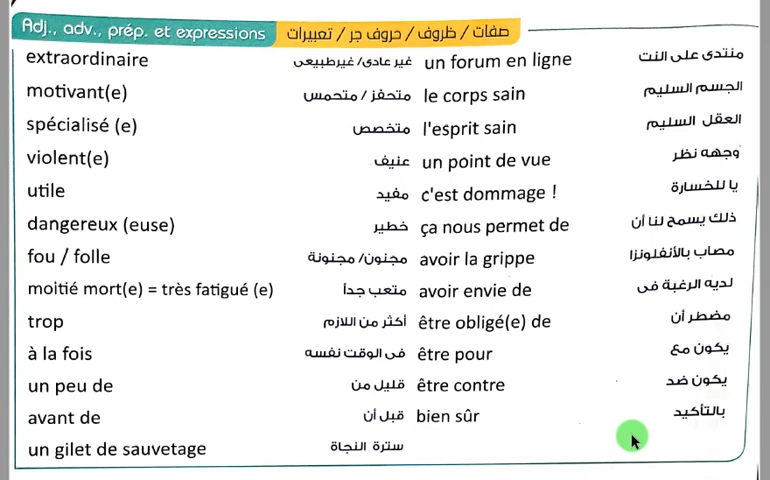 Adj., adv., prép. et expressions صفات / ظروف / حروف جر / تعبيرات
extraordinaire غير عادى/ غيرطبيعى un forum en ligne منتدى على النت
motivant(e) متحفز / متحمس le corps sain الجسم السليم
spécialisé (e) متخصص l'esprit sain العقل السليم
violent(e) عنيف un point de vue وجهه نظر
utile مفيد c'est dommage ! يا للخسارة
dangereux (euse) خطير ça nous permet de ذلك يسمح لنا أن
fou / folle مجنون/ مجنونة avoir la grippe مصاب بالأنفلونزا
moitié mort(e) = très fatigué (e) متعب جداً avoir envie de لديه الرغبة فى
trop أكثر من اللازم être obligé(e) de مضطر أن
à la fois فى الوقت نفسه être pour يكون مع
un peu de قليل من être contre يكون ضد
avant de قبل أن bien sûr بالتأكيد
un gilet de sauvetage سترة النجاة